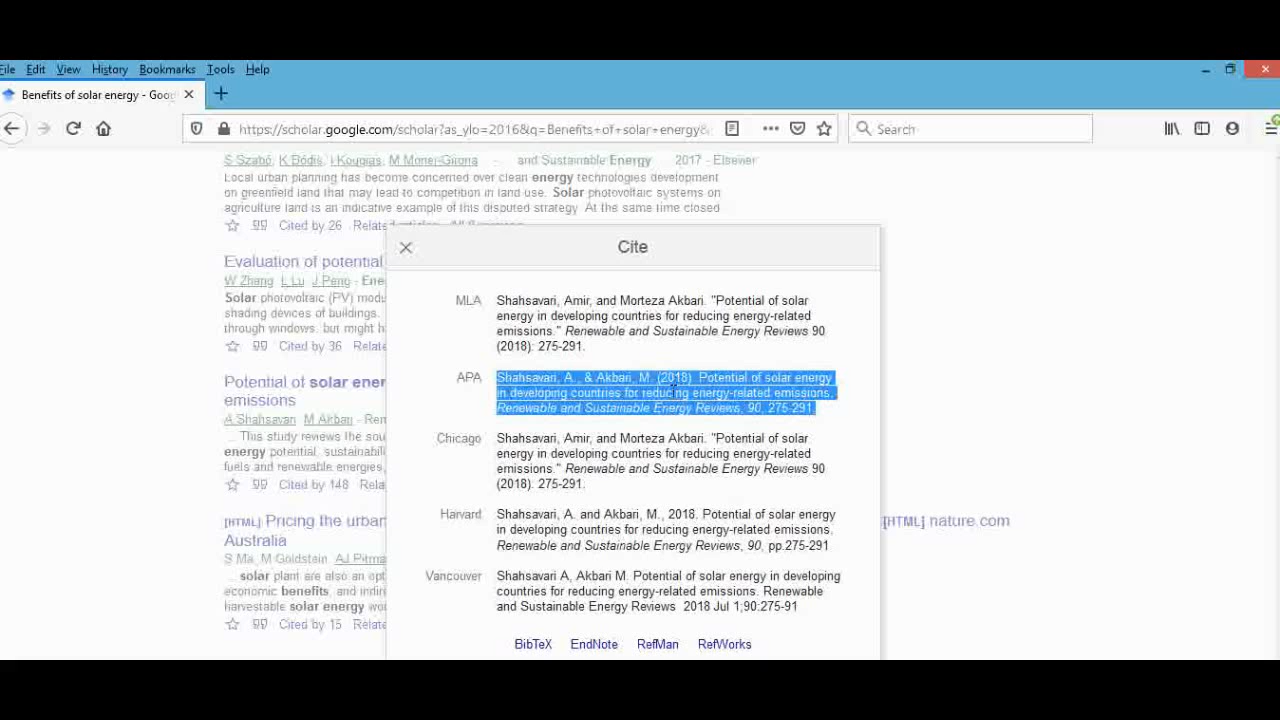 File Edit View History Bookmarks Tools Help
Benefits of solar energy - Goog
https://scholar.google.com/scholar?as_ylo=2016&q=Benefits+of+solar+energy&
Search
S Szabó, K Bódis, I Kougias, M Moner-Girona - and Sustainable Energy 2017 - Elsevier
Local urban planning has become concerned over clean energy technologies development
on greenfield land that may lead to competition in land use. Solar photovoltaic systems on
agriculture land is an indicative example of this disputed strategy. At the same time closed
Cited by 26 Related
Cite
Evaluation of potential
W Zhang, L Lu, J Peng - Ene
Solar photovoltaic (PV) modu
shading devices of buildings.
through windows, but might h
Cited by 36 Relate
Potential of solar ener
emissions
A Shahsavari, M Akbari - Ren
... This study reviews the sou
energy potential, sustainabili
fuels and renewable energies,
Cited by 148 Rela
[HTML] Pricing the urban
Australia
S Ma, M Goldstein, AJ Pitma
... solar plant are also an opt
economic benefits, and indire
harvestable solar energy wou
Cited by 15 Relate
[HTML] nature.com
MLA
Shahsavari, Amir, and Morteza Akbari. "Potential of solar
energy in developing countries for reducing energy-related
emissions." Renewable and Sustainable Energy Reviews 90
(2018): 275-291.
APA
Shahsavari, A., & Akbari, M. (2018). Potential of solar energy
in developing countries for reducing energy-related emissions.
Renewable and Sustainable Energy Reviews, 90, 275-291.
Chicago
Shahsavari, Amir, and Morteza Akbari. "Potential of solar
energy in developing countries for reducing energy-related
emissions." Renewable and Sustainable Energy Reviews 90
(2018): 275-291.
Harvard
Shahsavari, A. and Akbari, M., 2018. Potential of solar energy
in developing countries for reducing energy-related emissions.
Renewable and Sustainable Energy Reviews, 90, pp.275-291
Vancouver
Shahsavari A, Akbari M. Potential of solar energy in developing
countries for reducing energy-related emissions. Renewable
and Sustainable Energy Reviews 2018 Jul 1;90:275-91
BibTeX EndNote RefMan RefWorks